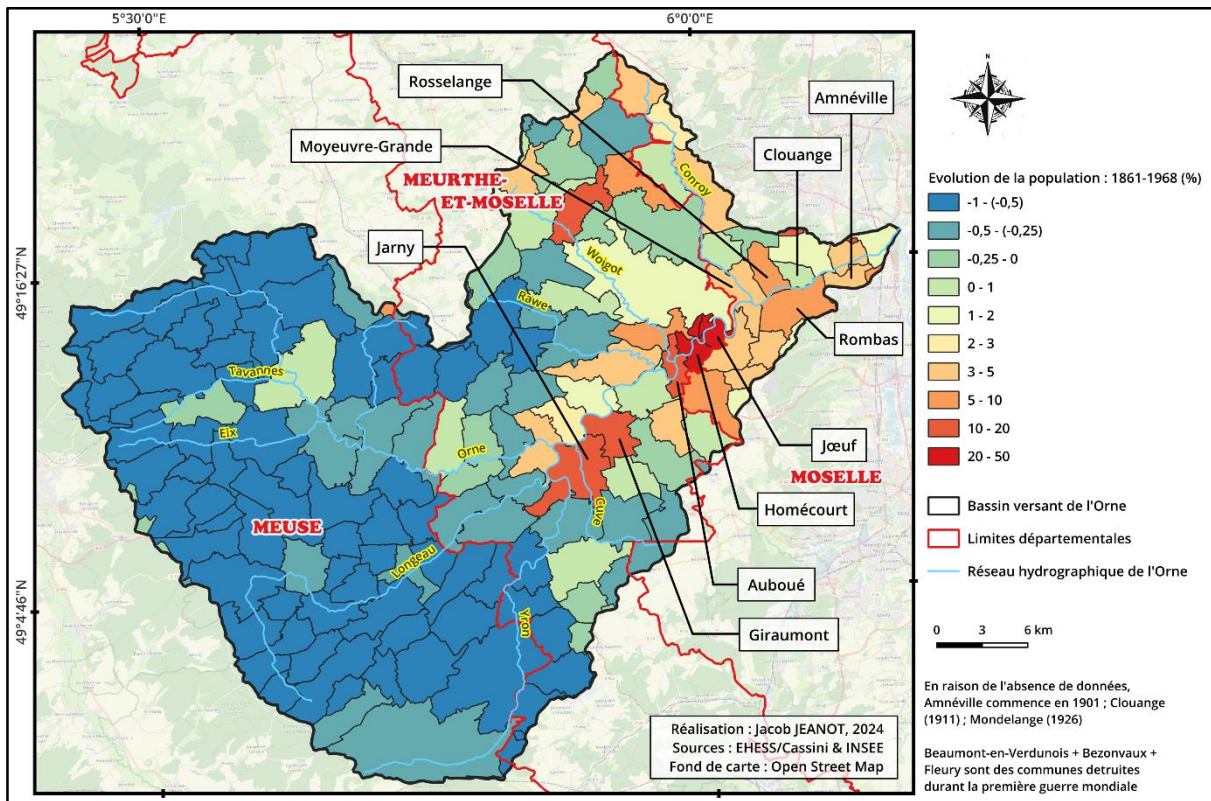 5°30'0"E
6°0'0"E
49°16'27"N
49°4'46"N
Rosselange
Amnéville
Moyeuvre-Grande
Clouange
Conroy
MEURTHE-
ET-MOSELLE
Jarny
Woigot
Rawe
Rombas
Tavannes
Eix
Orne
Jœuf
MOSELLE
Cuve
Homécourt
MEUSE
Longeau
Auboué
Yron
Giraumont
Réalisation : Jacob JEANOT, 2024
Sources : EHESS/Cassini & INSEE
Fond de carte : Open Street Map
N
Evolution de la population : 1861-1968 (%)
-1 - (-0,5)
-0,5 - (-0,25)
-0,25 - 0
0 - 1
1 - 2
2 - 3
3 - 5
5 - 10
10 - 20
20 - 50
Bassin versant de l'Orne
Limites départementales
Réseau hydrographique de l'Orne
0 3 6 km
En raison de l'absence de données,
Amnéville commence en 1901 ; Clouange
(1911) ; Mondelange (1926)
Beaumont-en-Verdunois + Bezonvaux +
Fleury sont des communes detruites
durant la première guerre mondiale